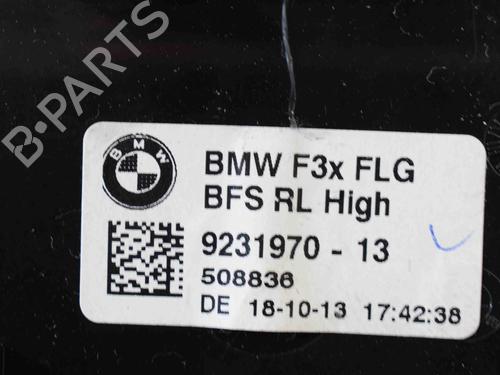 B-PARTS
BMW
BMW F3x FLG
BFS RL High
9231970 - 13
508836
DE 18-10-13 17:42:38